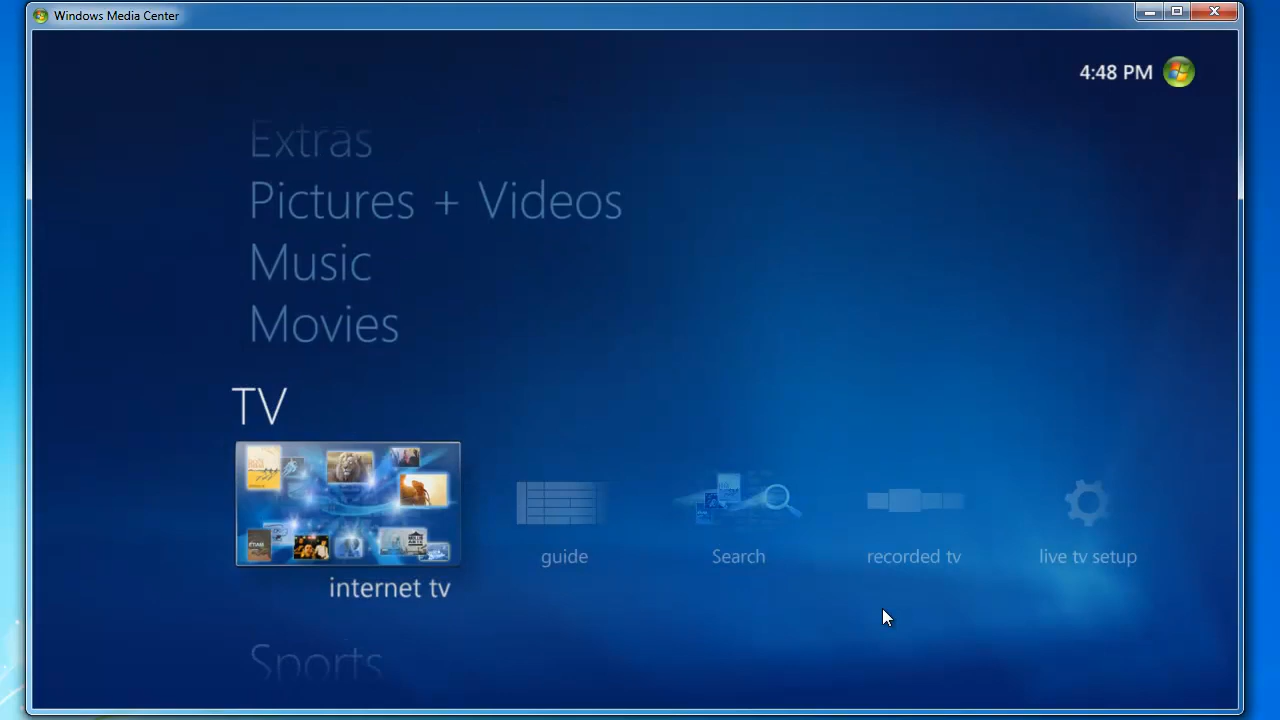 Windows Media Center
4:48 PM
Extras
Pictures + Videos
Music
Movies
TV
internet tv
guide
Search
recorded tv
live tv setup
Sports